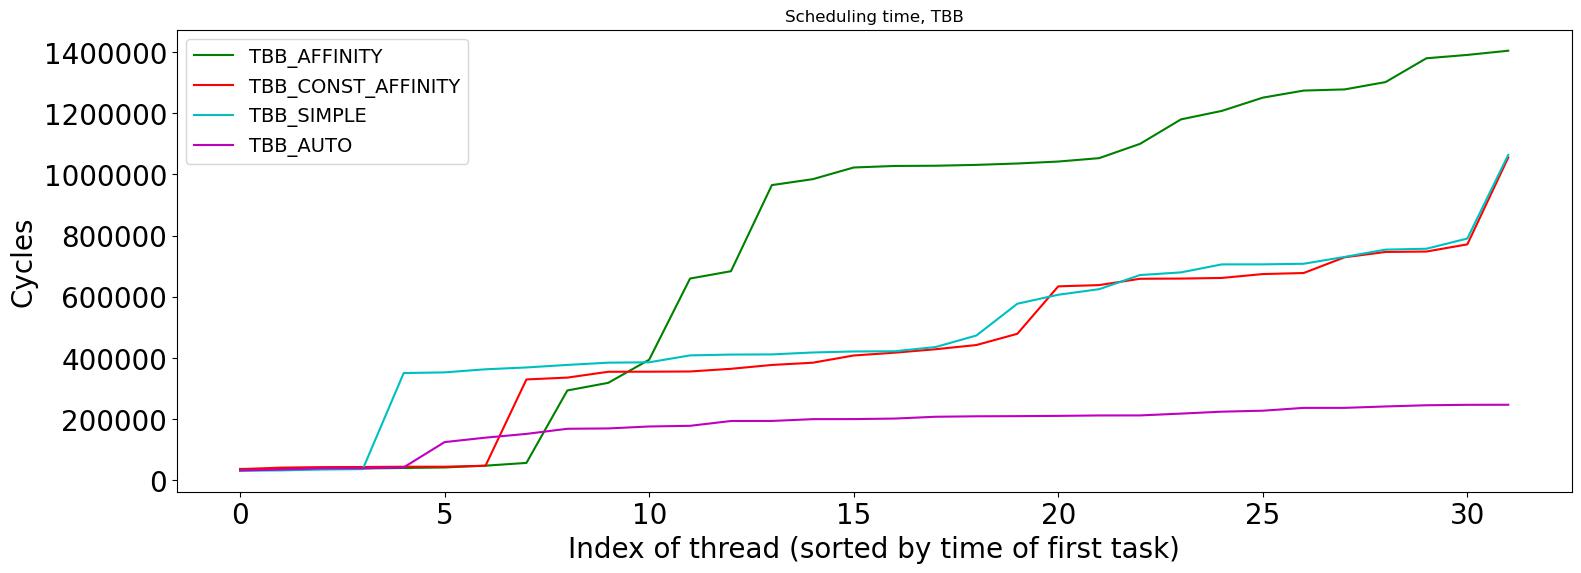 Scheduling time, TBB
TBB_AFFINITY
TBB_CONST_AFFINITY
TBB_SIMPLE
TBB_AUTO
1400000
1200000
1000000
800000
600000
400000
200000
0
Cycles
0 5 10 15 20 25 30
Index of thread (sorted by time of first task)